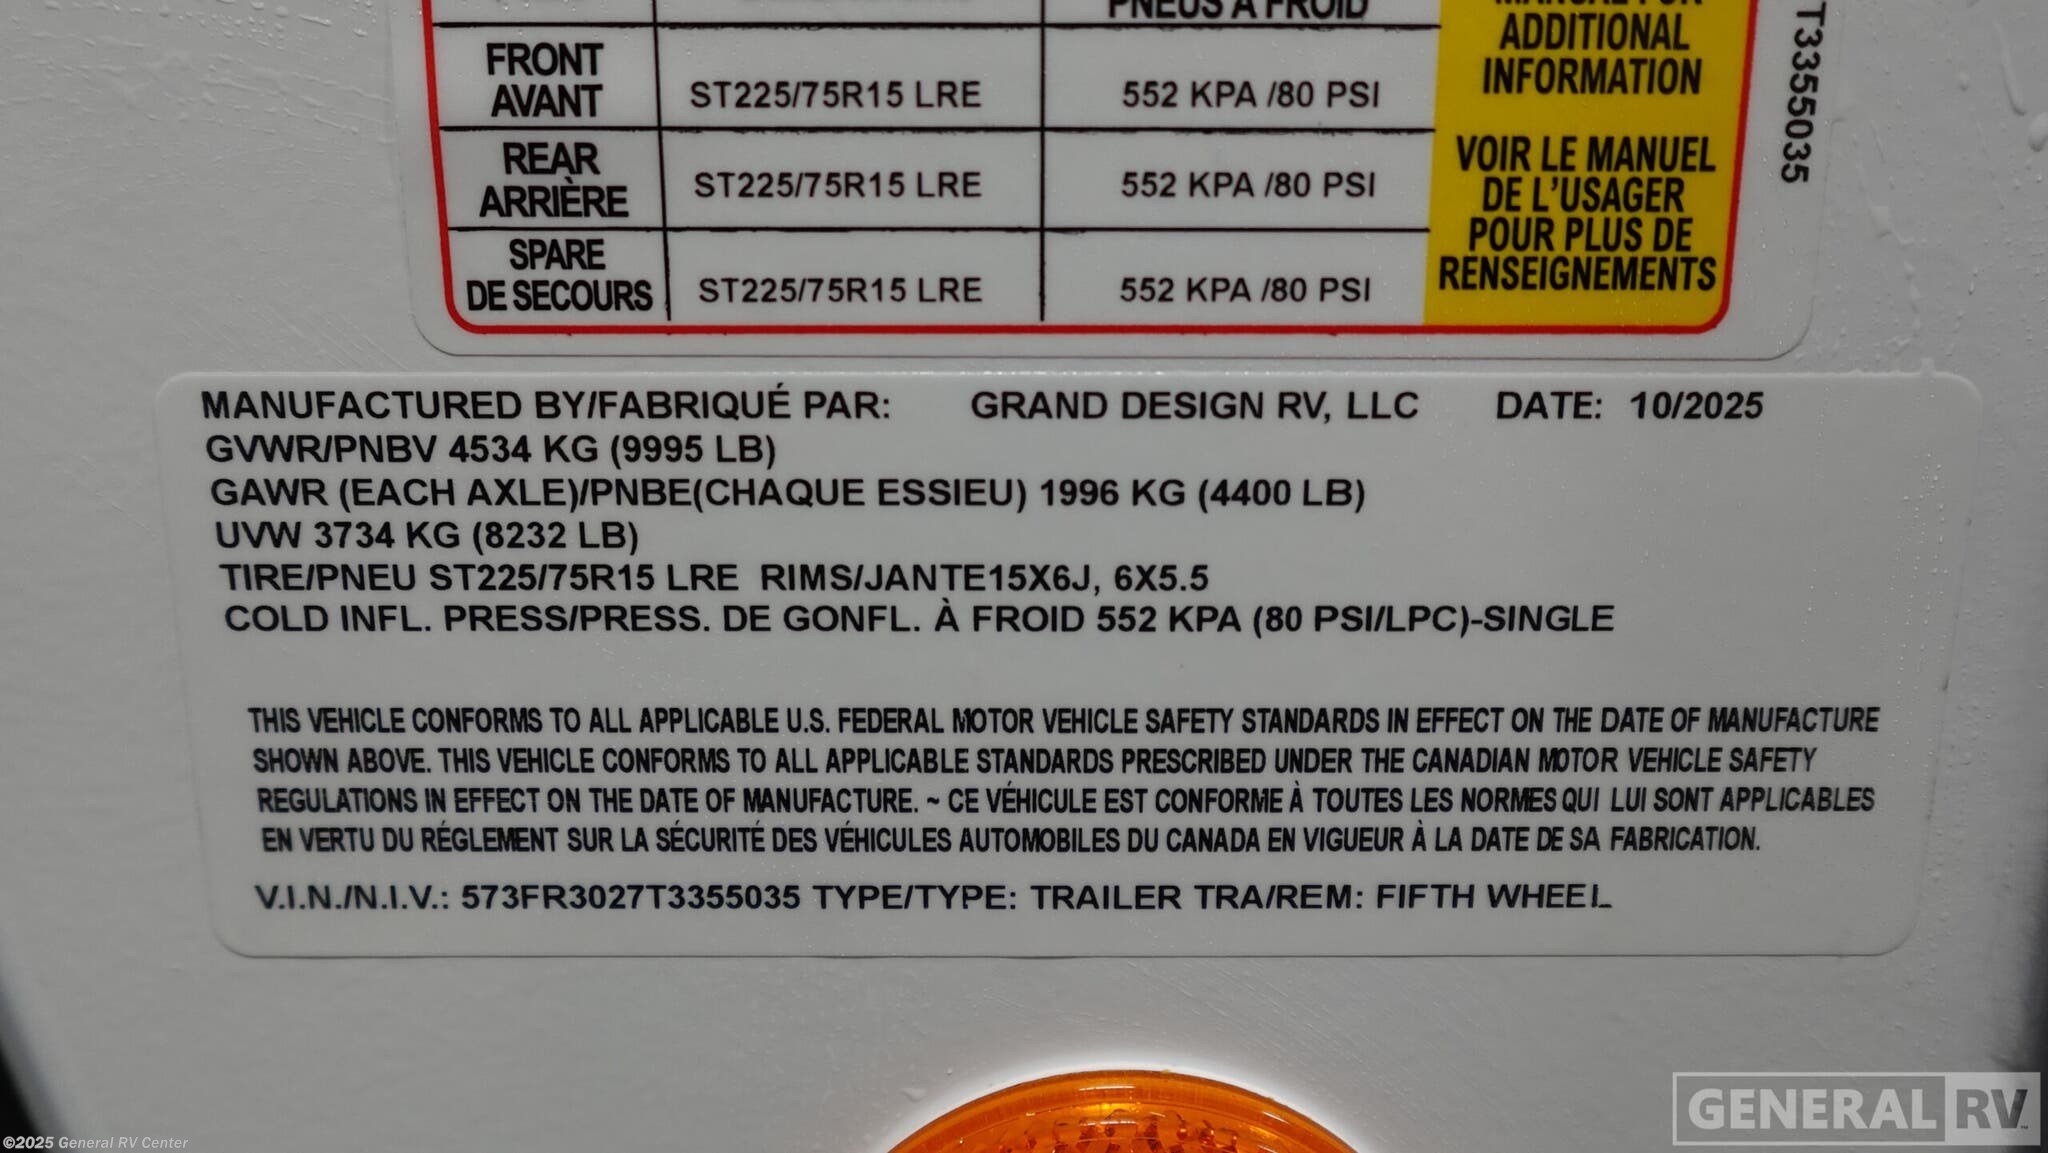 PNEUS À FROID
MANUAL FOR
ADDITIONAL
INFORMATION
FRONT
AVANT
ST225/75R15 LRE
552 KPA /80 PSI
REAR
ARRIÈRE
ST225/75R15 LRE
552 KPA /80 PSI
SPARE
DE SECOURS
ST225/75R15 LRE
552 KPA /80 PSI
VOIR LE MANUEL
DE L'USAGER
POUR PLUS DE
RENSEIGNEMENTS
T3355035
MANUFACTURED BY/FABRIQUÉ PAR: GRAND DESIGN RV, LLC DATE: 10/2025
GVWR/PNBV 4534 KG (9995 LB)
GAWR (EACH AXLE)/PNBE(CHAQUE ESSIEU) 1996 KG (4400 LB)
UVW 3734 KG (8232 LB)
TIRE/PNEU ST225/75R15 LRE RIMS/JANTE15X6J, 6X5.5
COLD INFL. PRESS/PRESS. DE GONFL. À FROID 552 KPA (80 PSI/LPC)-SINGLE
THIS VEHICLE CONFORMS TO ALL APPLICABLE U.S. FEDERAL MOTOR VEHICLE SAFETY STANDARDS IN EFFECT ON THE DATE OF MANUFACTURE
SHOWN ABOVE. THIS VEHICLE CONFORMS TO ALL APPLICABLE STANDARDS PRESCRIBED UNDER THE CANADIAN MOTOR VEHICLE SAFETY
REGULATIONS IN EFFECT ON THE DATE OF MANUFACTURE. ~ CE VÉHICULE EST CONFORME À TOUTES LES NORMES QUI LUI SONT APPLICABLES
EN VERTU DU RÉGLEMENT SUR LA SÉCURITÉ DES VÉHICULES AUTOMOBILES DU CANADA EN VIGUEUR À LA DATE DE SA FABRICATION.
V.I.N./N.I.V.: 573FR3027T3355035 TYPE/TYPE: TRAILER TRA/REM: FIFTH WHEEL
GENERAL RV
©2025 General RV Center